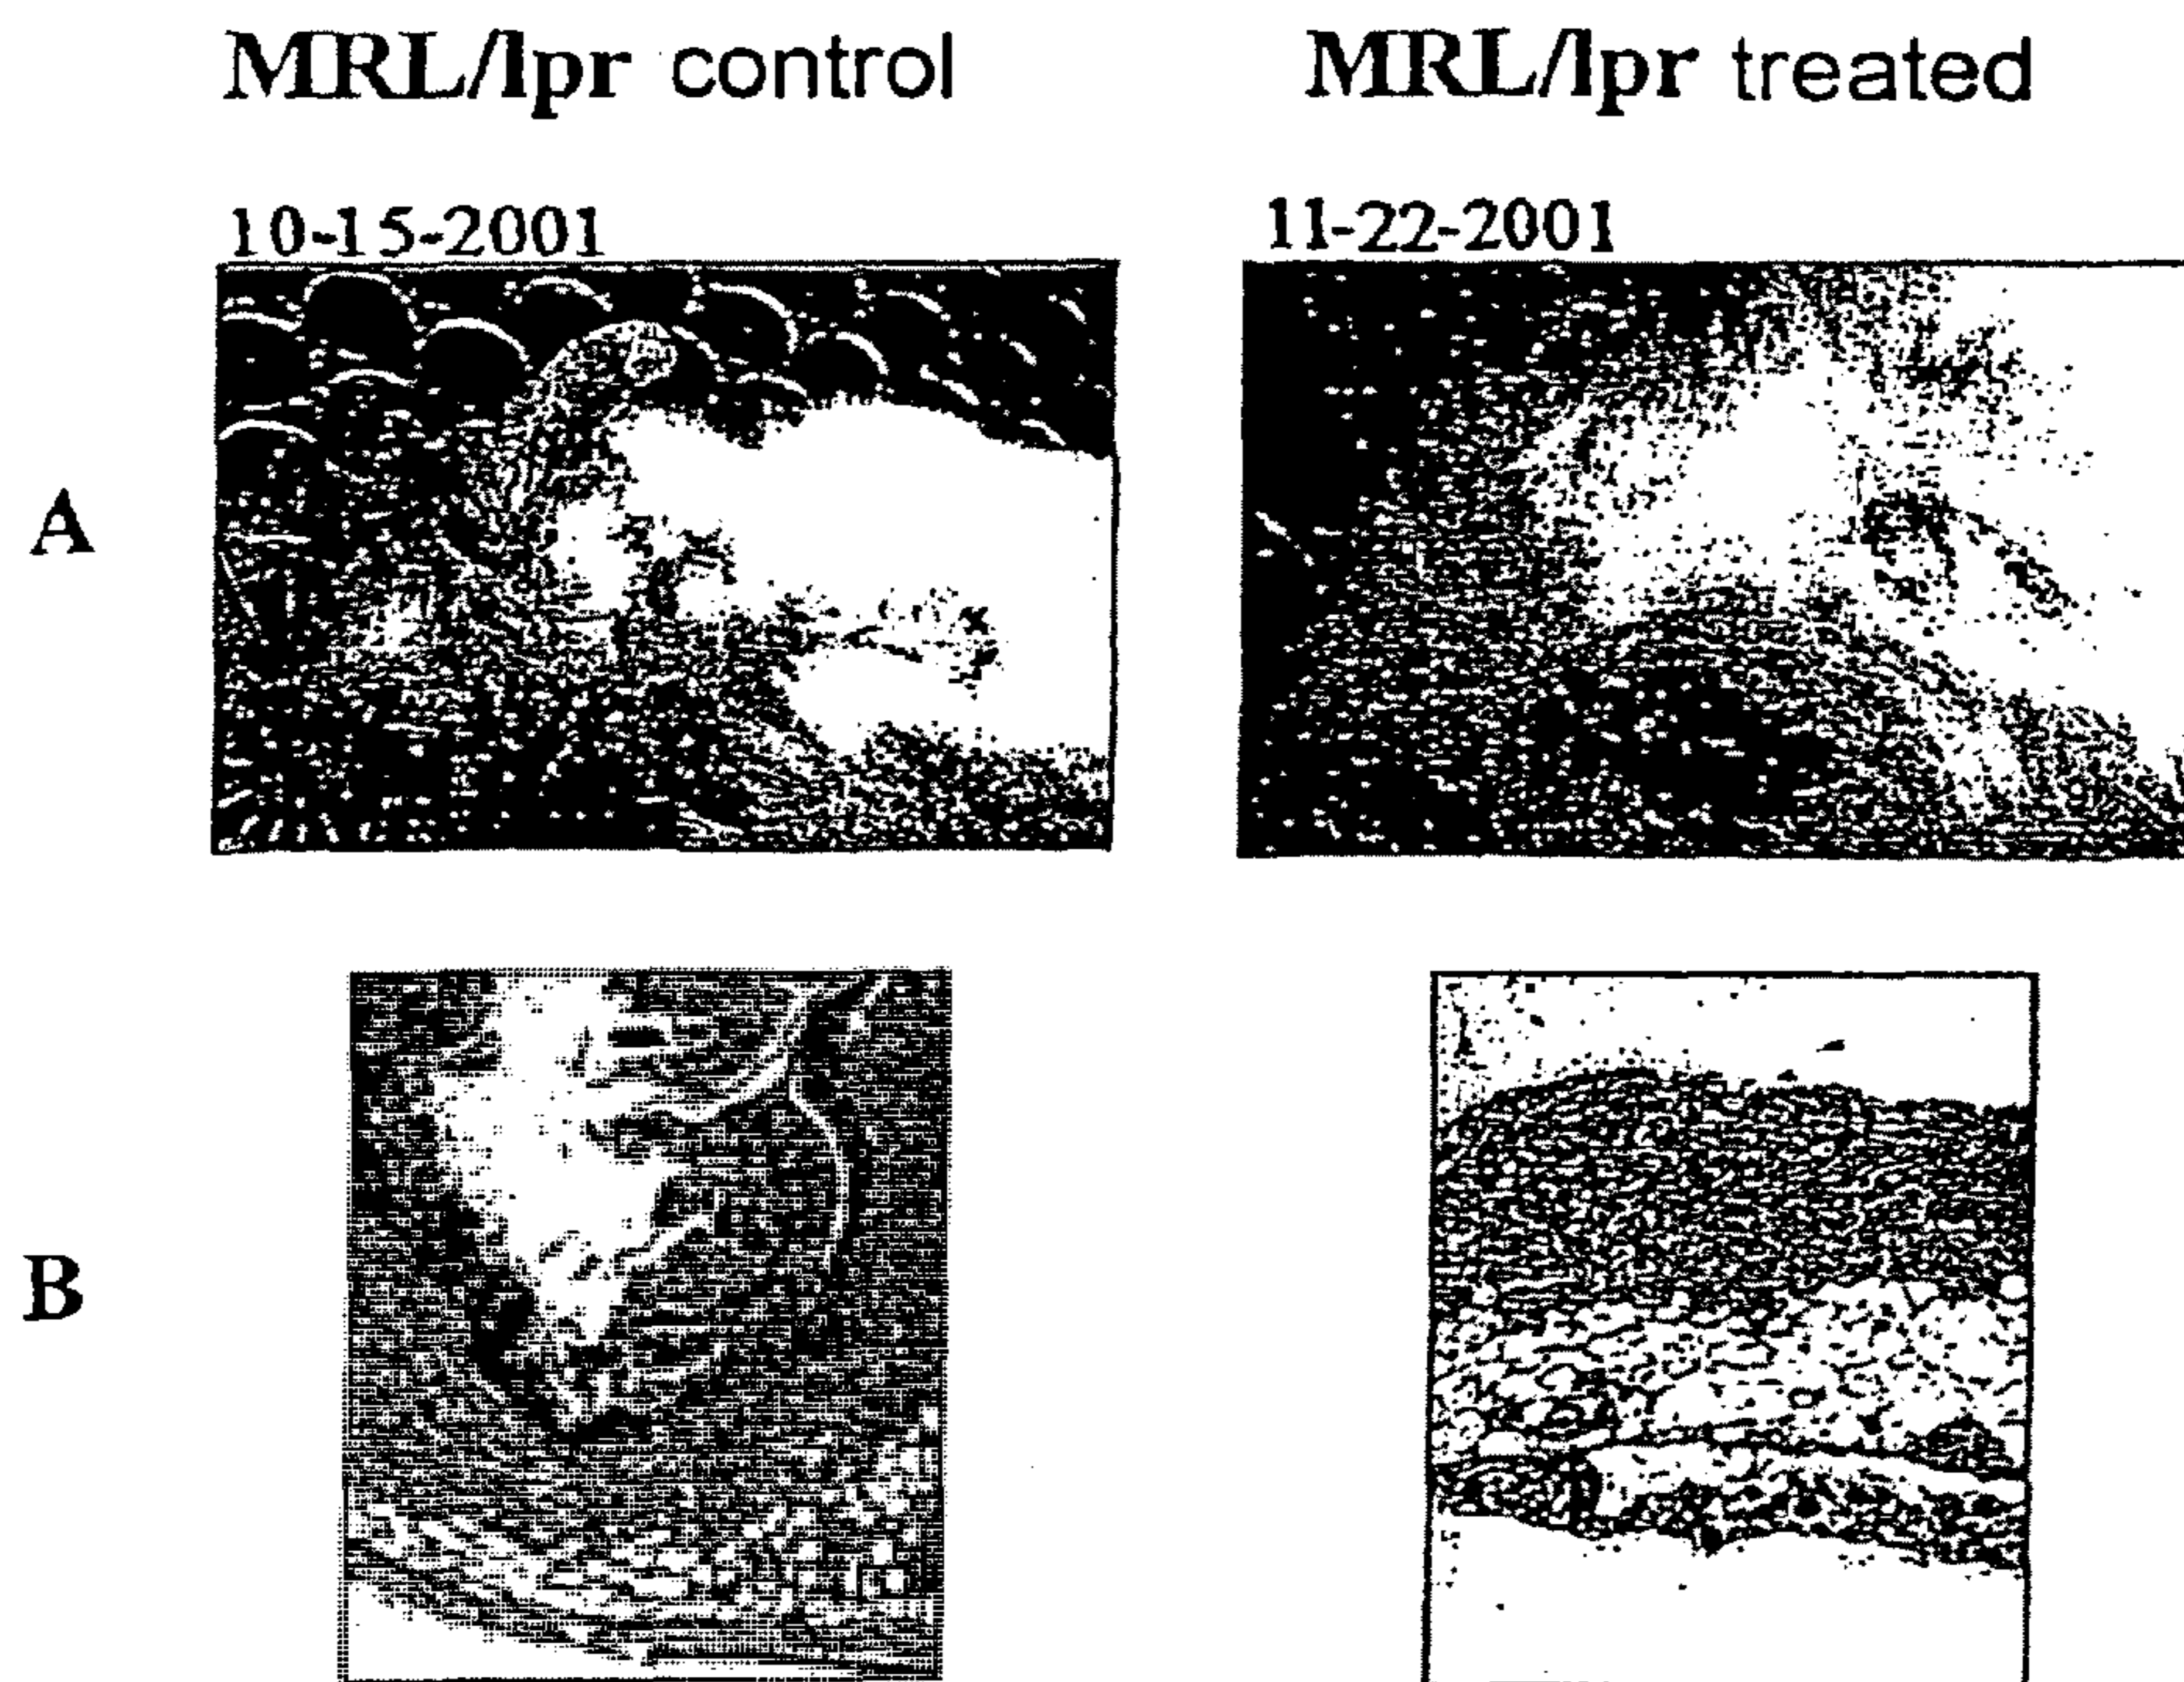 MRL/lpr control
MRL/lpr treated
10-15-2001
11-22-2001
A
B